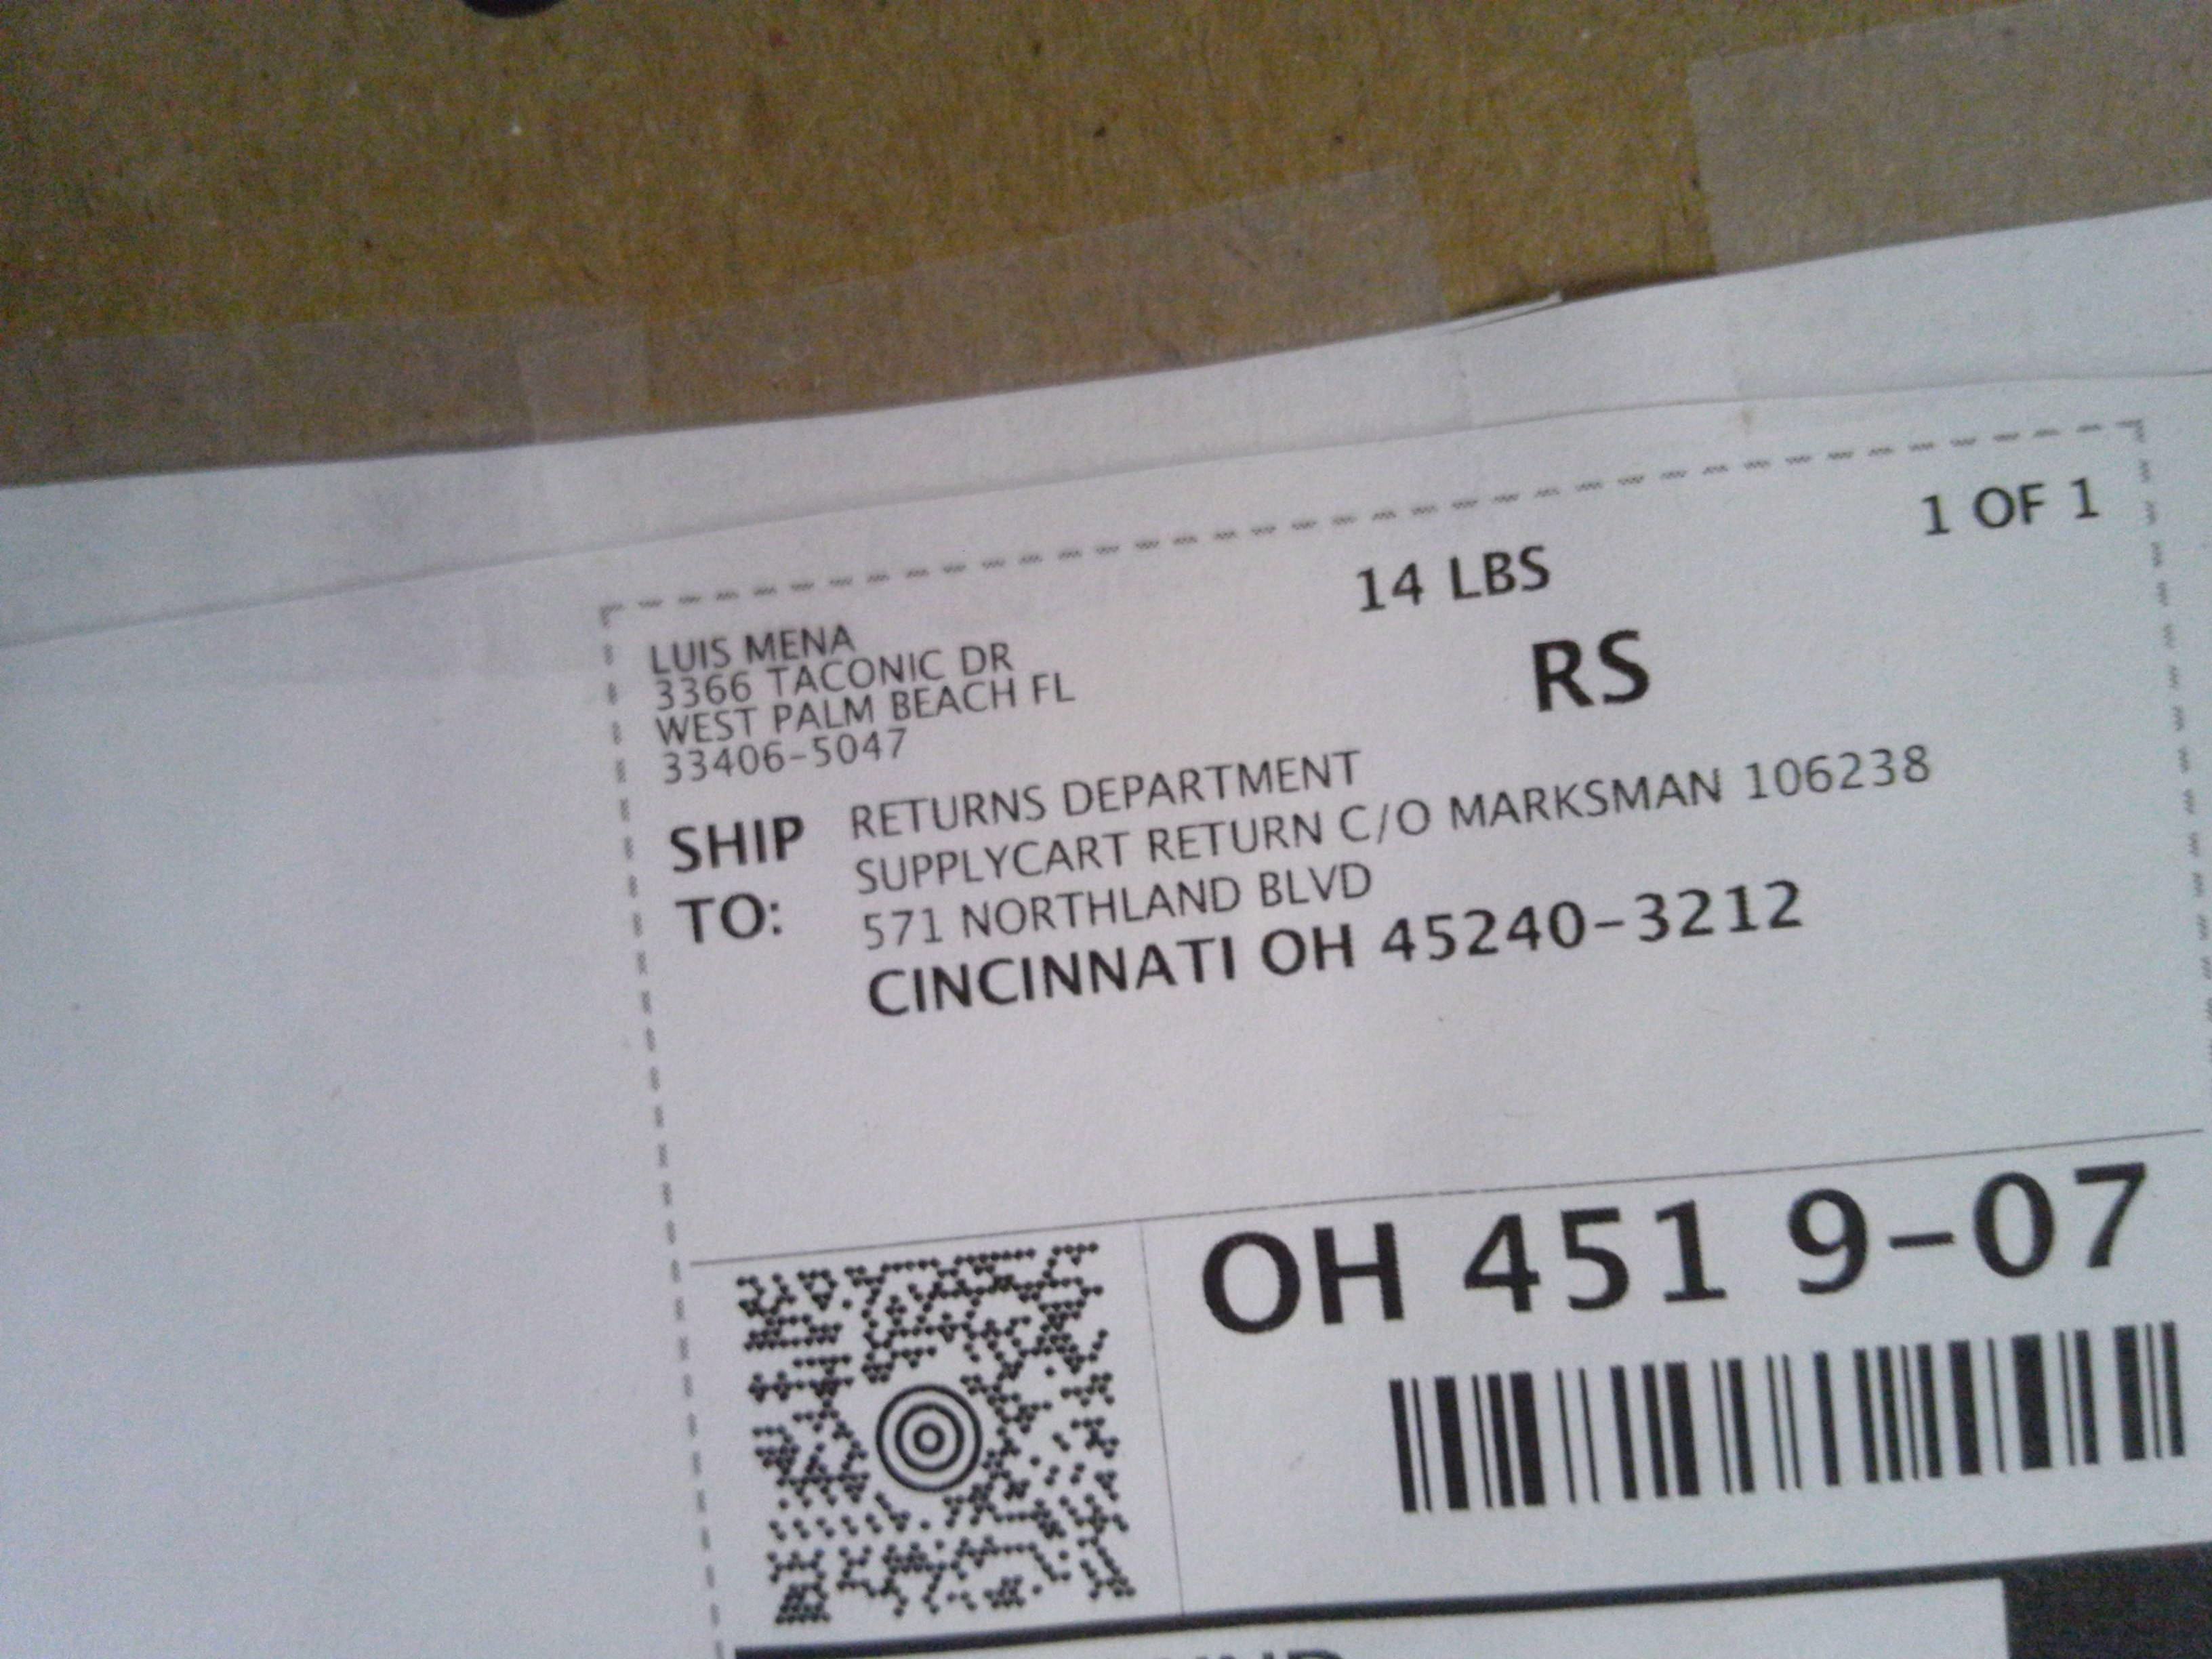 1 OF 1
14 LBS
RS
LUIS MENA
3366 TACONIC DR
WEST PALM BEACH FL
33406-5047
SHIP TO:
RETURNS DEPARTMENT
SUPPLYCART RETURN C/O MARKSMAN 106238
571 NORTHLAND BLVD
CINCINNATI OH 45240-3212
OH 451 9-07